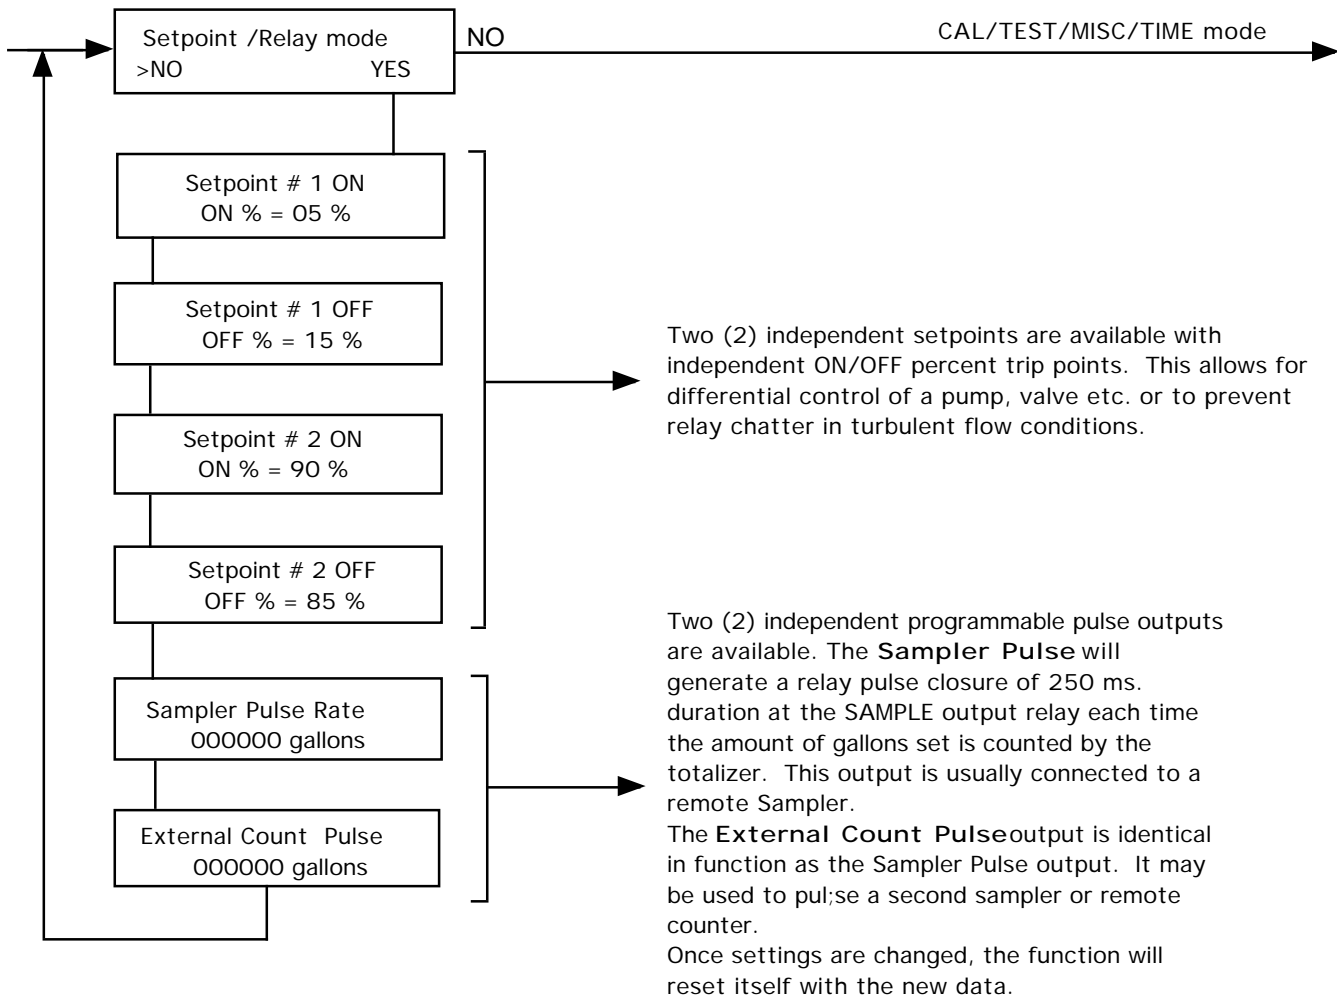 Setpoint /Relay mode
>NO YES
NO
CAL/TEST/MISC/TIME mode
Setpoint # 1 ON
ON % = 05 %
Setpoint # 1 OFF
OFF % = 15 %
Setpoint # 2 ON
ON % = 90 %
Setpoint # 2 OFF
OFF % = 85 %
Two (2) independent setpoints are available with
independent ON/OFF percent trip points. This allows for
differential control of a pump, valve etc. or to prevent
relay chatter in turbulent flow conditions.
Sampler Pulse Rate
000000 gallons
External Count Pulse
000000 gallons
Two (2) independent programmable pulse outputs
are available. The Sampler Pulse will
generate a relay pulse closure of 250 ms.
duration at the SAMPLE output relay each time
the amount of gallons set is counted by the
totalizer. This output is usually connected to a
remote Sampler.
The External Count Pulse output is identical
in function as the Sampler Pulse output. It may
be used to pul;se a second sampler or remote
counter.
Once settings are changed, the function will
reset itself with the new data.